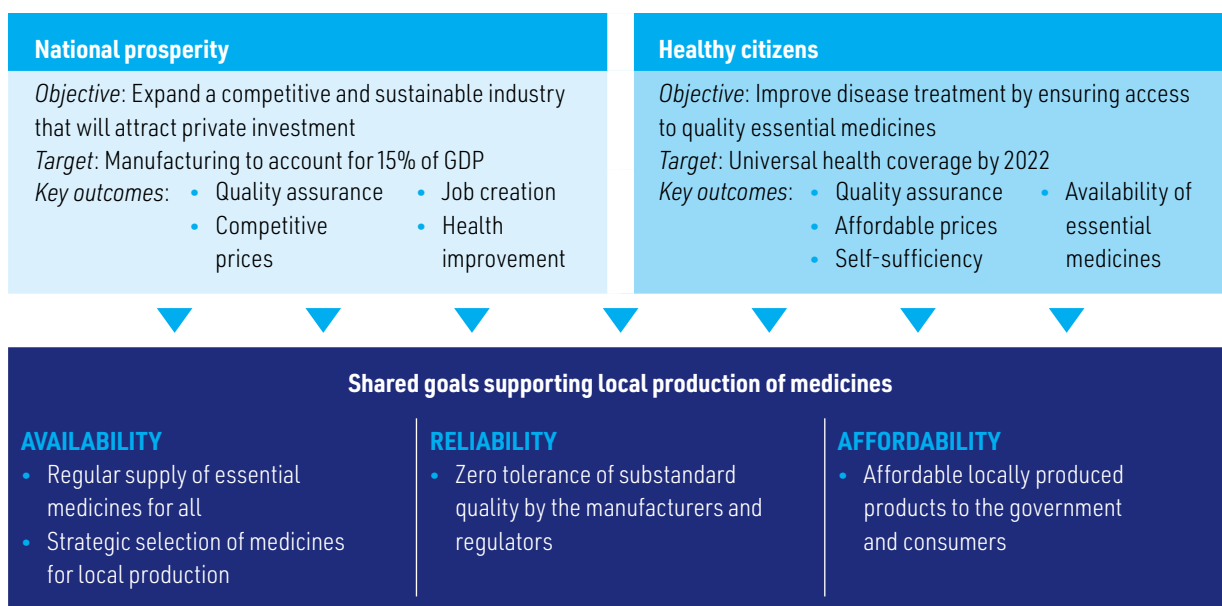 National prosperity
Objective: Expand a competitive and sustainable industry
that will attract private investment
Target: Manufacturing to account for 15% of GDP
Key outcomes: • Quality assurance
• Competitive
prices
• Job creation
• Health
improvement
Healthy citizens
Objective: Improve disease treatment by ensuring access
to quality essential medicines
Target: Universal health coverage by 2022
Key outcomes: • Quality assurance
• Affordable prices
• Self-sufficiency
• Availability of
essential
medicines
Shared goals supporting local production of medicines
AVAILABILITY
• Regular supply of essential
medicines for all
• Strategic selection of medicines
for local production
RELIABILITY
• Zero tolerance of substandard
quality by the manufacturers and
regulators
AFFORDABILITY
• Affordable locally produced
products to the government
and consumers